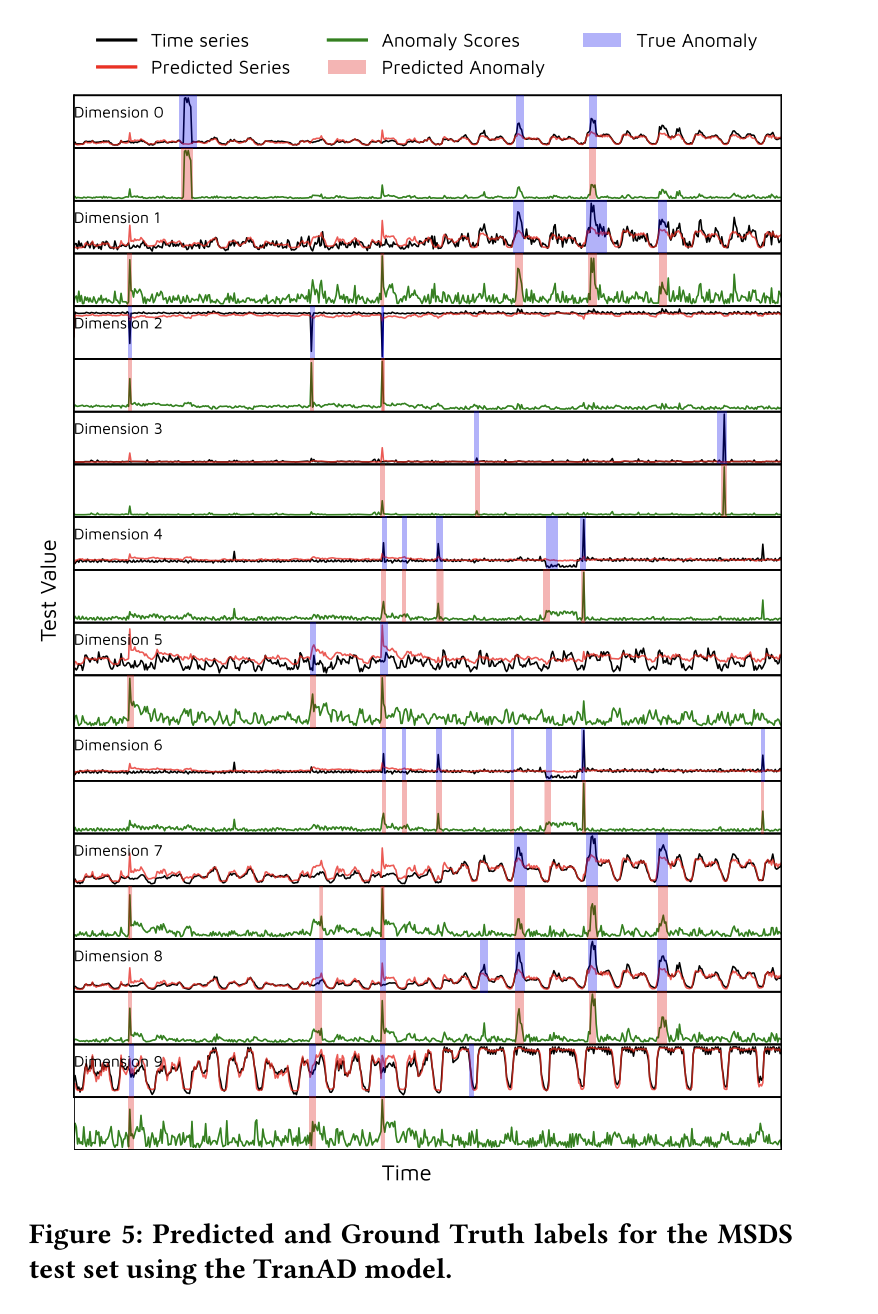 Time series
Anomaly Scores
True Anomaly
Predicted Series
Predicted Anomaly
Dimension 0
Dimension 1
Dimension 2
Dimension 3
Dimension 4
Dimension 5
Dimension 6
Dimension 7
Dimension 8
Dimension 9
Test Value
Time
Figure 5: Predicted and Ground Truth labels for the MSDS
test set using the TranAD model.